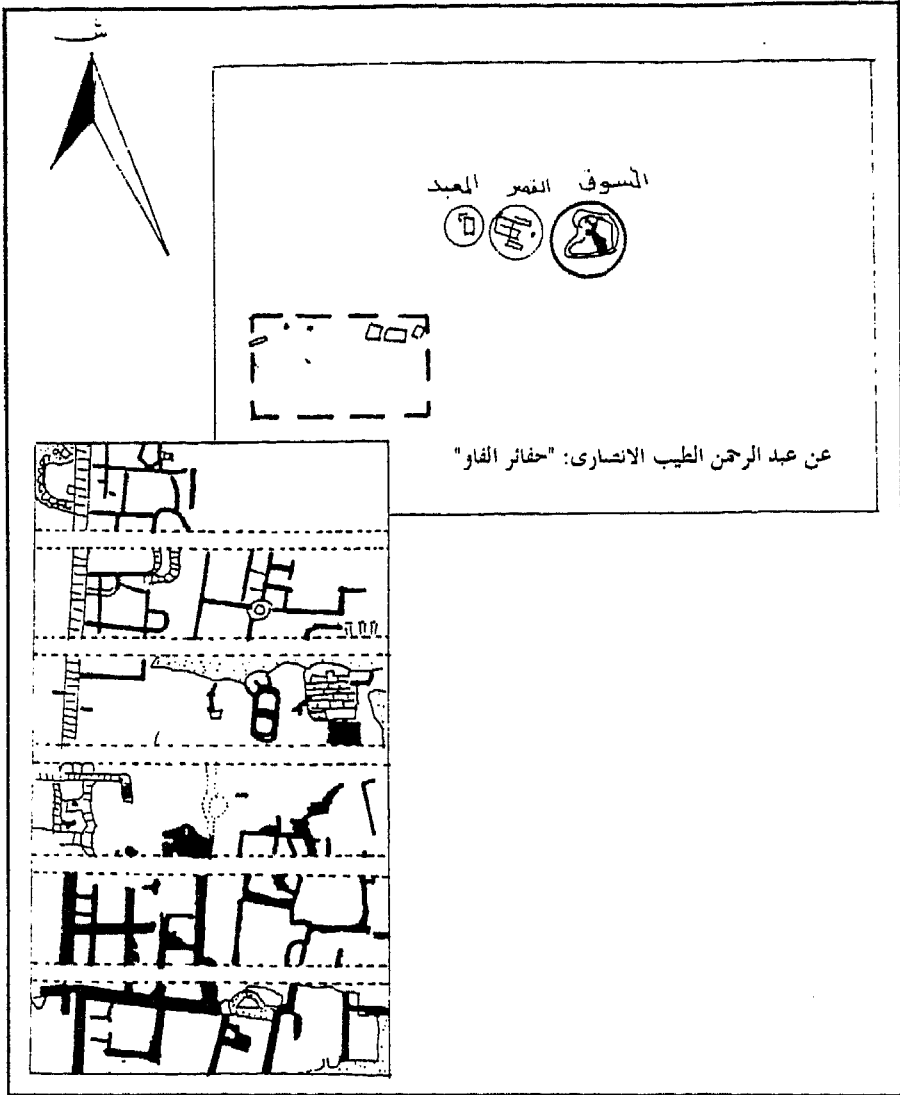 ش
السوق القصر المعبد
عن عبد الرحمن الطيب الانصارى: "حفائر الفاو"